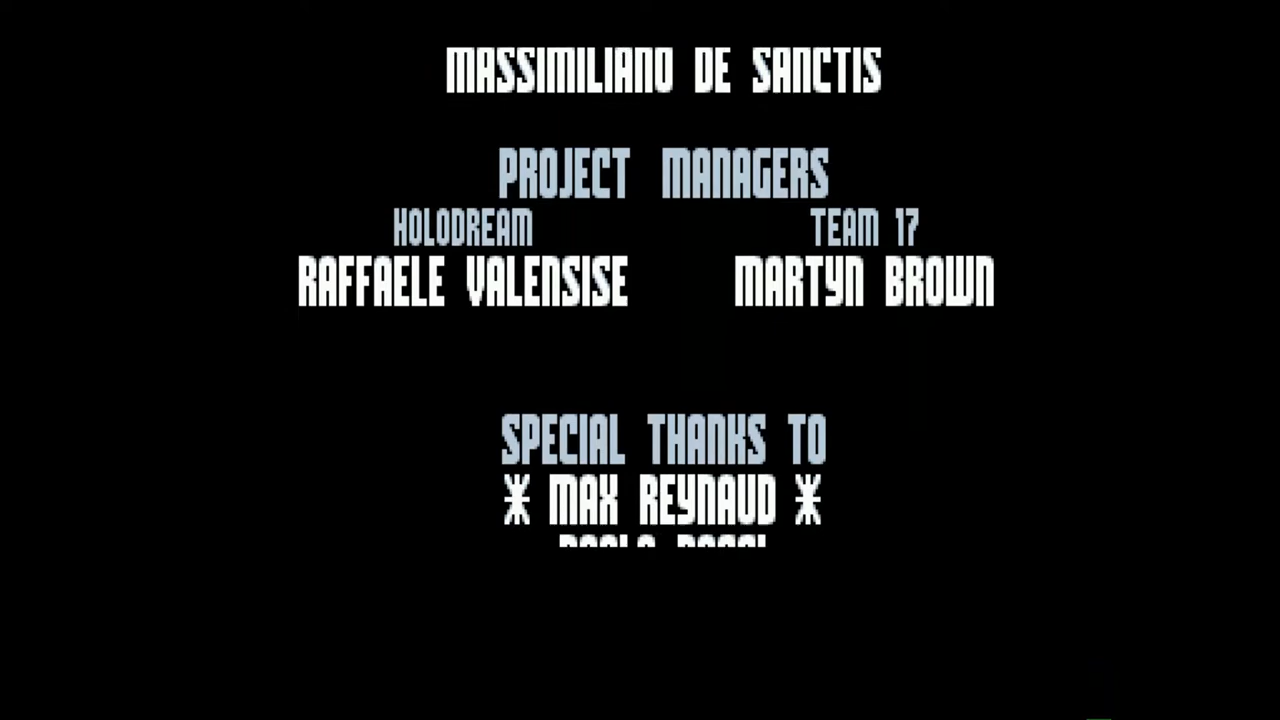 MASSIMILIANO DE SANCTIS
PROJECT MANAGERS
HOLODREAM TEAM 17
RAFFAELE VALENSISE MARTYN BROWN
SPECIAL THANKS TO
* MAX REYNAUD *